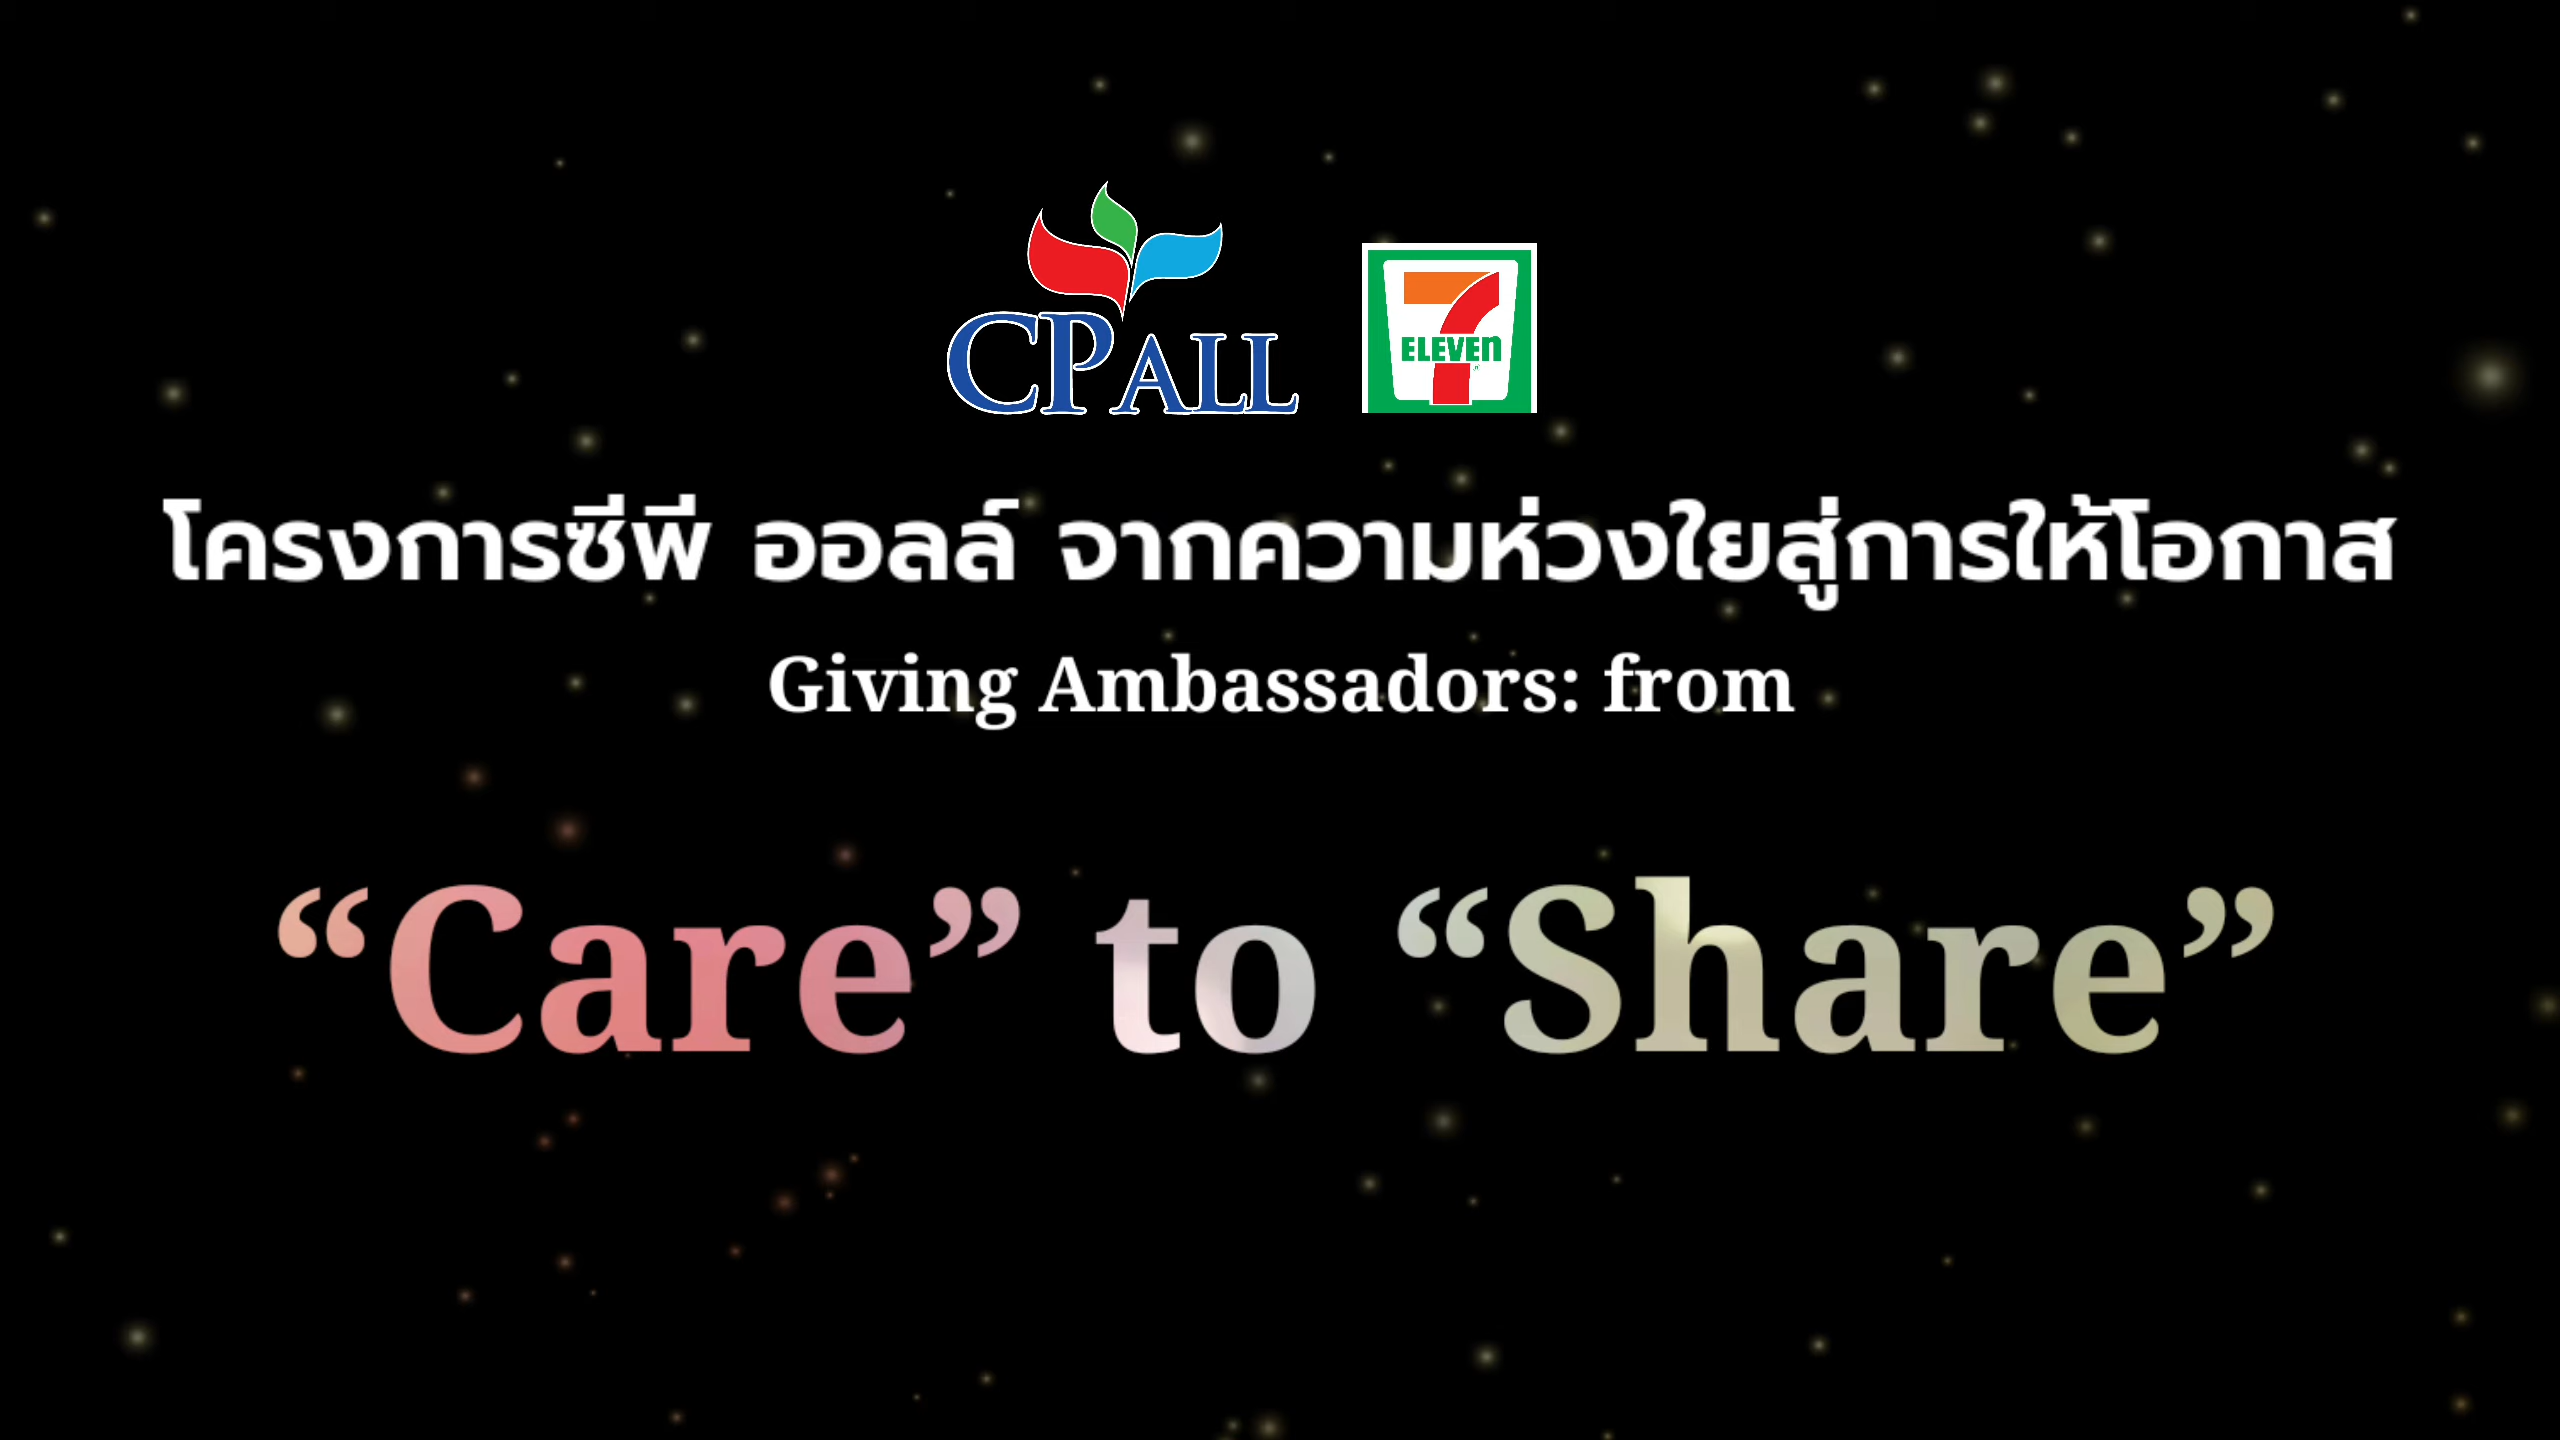 CPALL
7
ELEVEN
โครงการซีพี ออลล์ จากความห่วงใยสู่การให้โอกาส
Giving Ambassadors: from
“Care” to “Share”